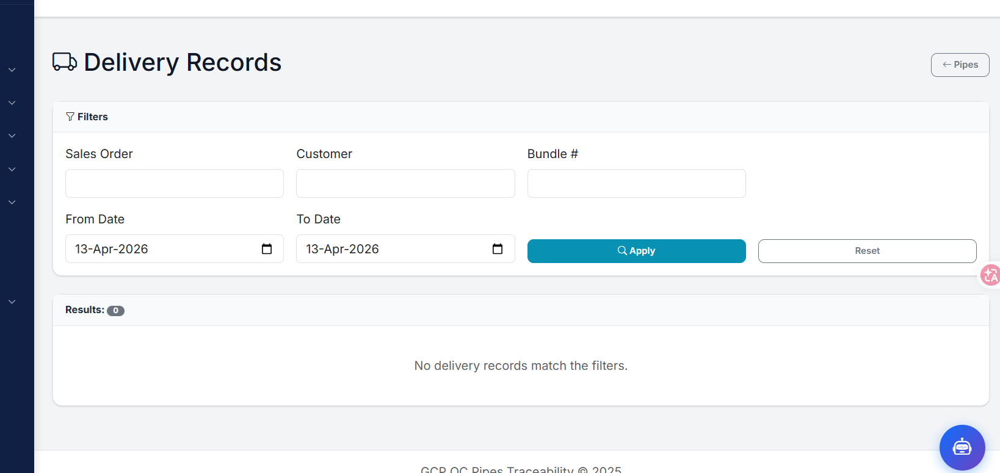 Delivery Records
← Pipes
Filters
Sales Order
Customer
Bundle #
From Date
To Date
13-Apr-2026
13-Apr-2026
Apply
Reset
Results: 0
No delivery records match the filters.
GCP QC Pipes Traceability © 2025